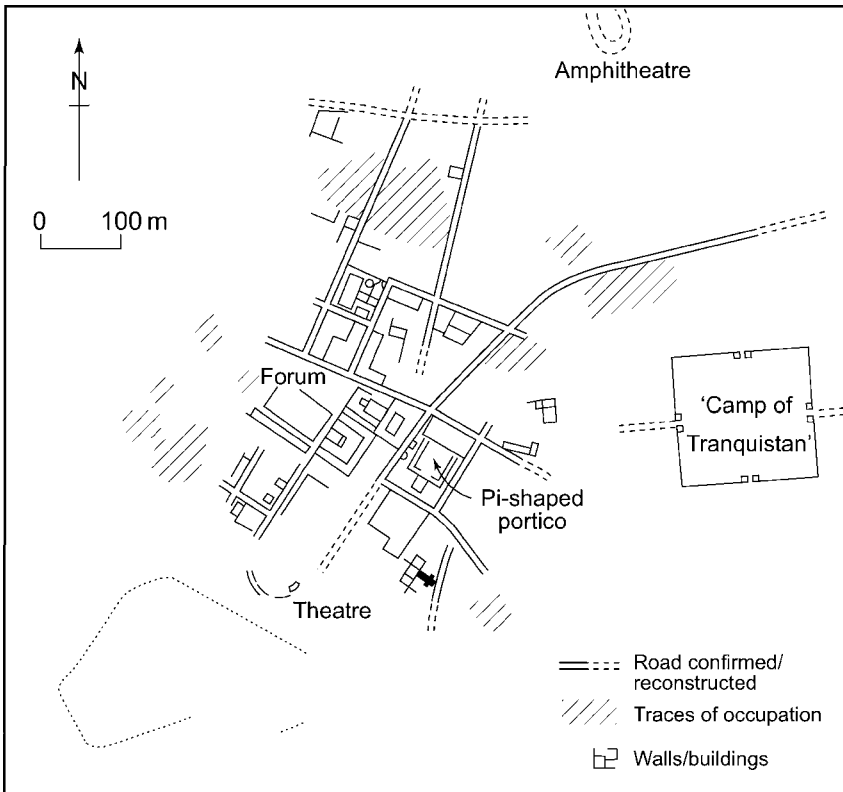 Amphitheatre
N
0 100 m
Forum
'Camp of
Tranquistan'
Pi-shaped
portico
Theatre
Road confirmed/
reconstructed
Traces of occupation
Walls/buildings